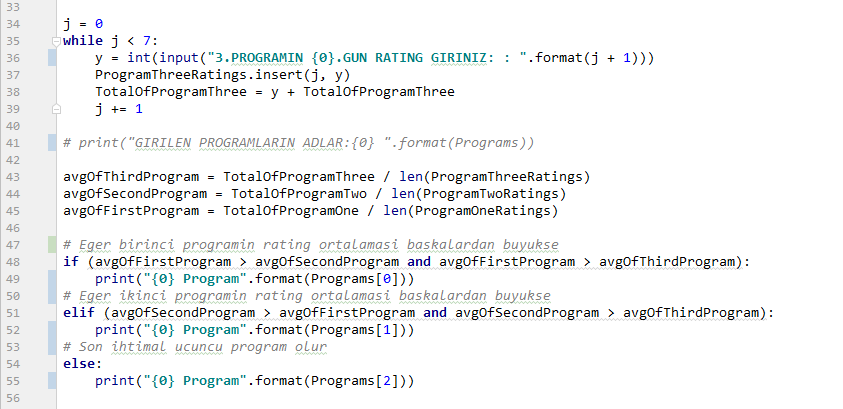 33
34 j = 0
35 while j < 7:
36 y = int(input("3.PROGRAMIN {0}.GUN RATING GIRINIZ: : ".format(j + 1)))
37 ProgramThreeRatings.insert(j, y)
38 TotalOfProgramThree = y + TotalOfProgramThree
39 j += 1
40
41 # print("GIRILEN PROGRAMLARIN ADLAR:{0} ".format(Programs))
42
43 avgOfThirdProgram = TotalOfProgramThree / len(ProgramThreeRatings)
44 avgOfSecondProgram = TotalOfProgramTwo / len(ProgramTwoRatings)
45 avgOfFirstProgram = TotalOfProgramOne / len(ProgramOneRatings)
46
47 # Eger birinci programin rating ortalamasi baskalardan buyukse
48 if (avgOfFirstProgram > avgOfSecondProgram and avgOfFirstProgram > avgOfThirdProgram):
49 print("{0} Program".format(Programs[0]))
50 # Eger ikinci programin rating ortalamasi baskalardan buyukse
51 elif (avgOfSecondProgram > avgOfFirstProgram and avgOfSecondProgram > avgOfThirdProgram):
52 print("{0} Program".format(Programs[1]))
53 # Son ihtimal ucuncu program olur
54 else:
55 print("{0} Program".format(Programs[2]))
56